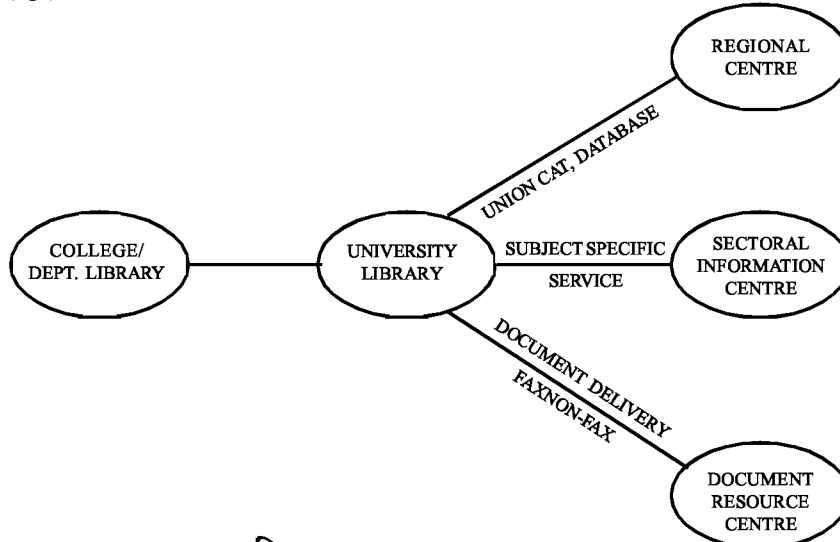 REGIONAL
CENTRE
UNION CAT, DATABASE
COLLEGE/
DEPT. LIBRARY
UNIVERSITY
LIBRARY
SUBJECT SPECIFIC
SERVICE
SECTORAL
INFORMATION
CENTRE
DOCUMENT DELIVERY
FAXNON-FAX
DOCUMENT
RESOURCE
CENTRE